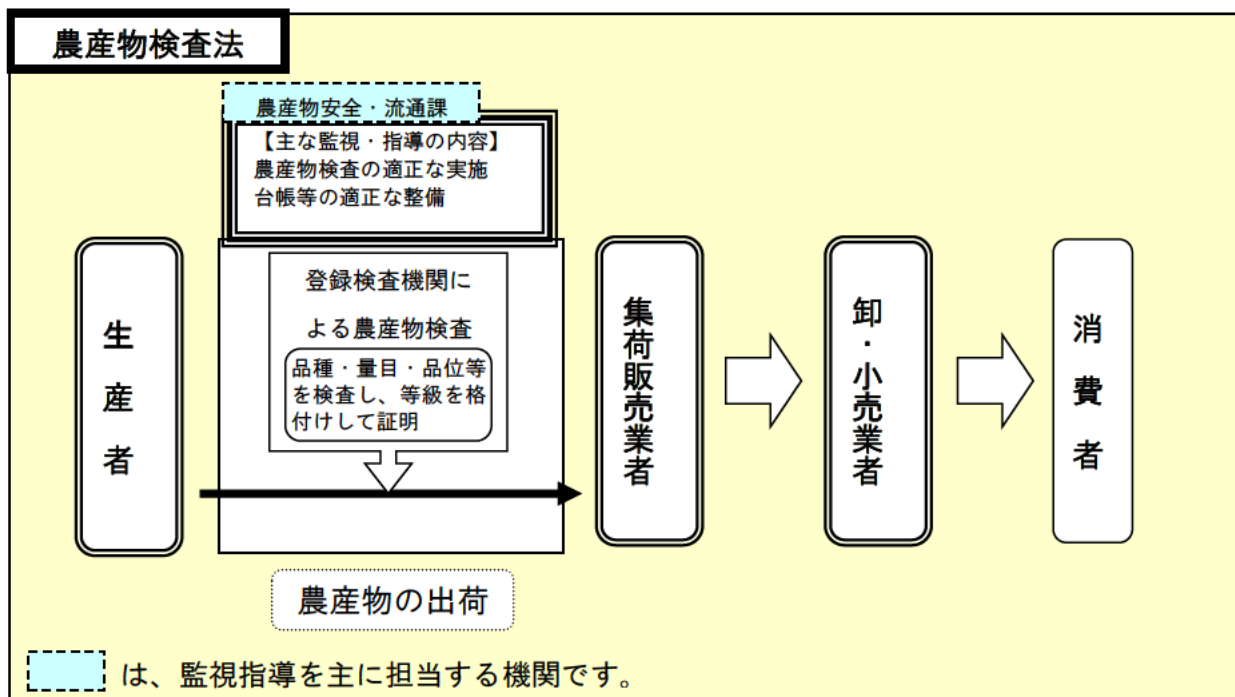 農産物検査法
農産物安全・流通課
【主な監視・指導の内容】
農産物検査の適正な実施
台帳等の適正な整備
生産者
登録検査機関に
よる農産物検査
品種・量目・品位等
を検査し、等級を格
付けして証明
集荷販売業者
卸・小売業者
消費者
農産物の出荷
は、監視指導を主に担当する機関です。